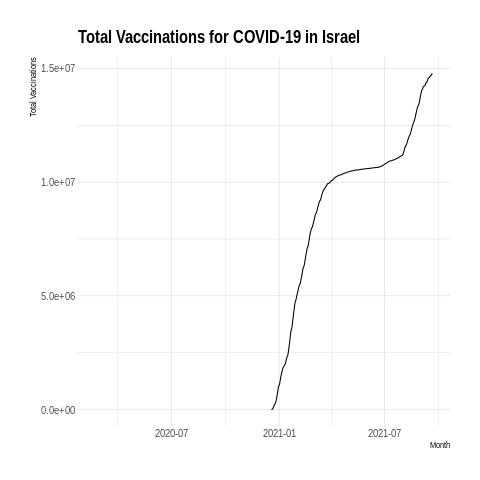 Total Vaccinations for COVID-19 in Israel
Total Vaccinations
1.5e+07
1.0e+07
5.0e+06
0.0e+00
2020-07 2021-01 2021-07
Month